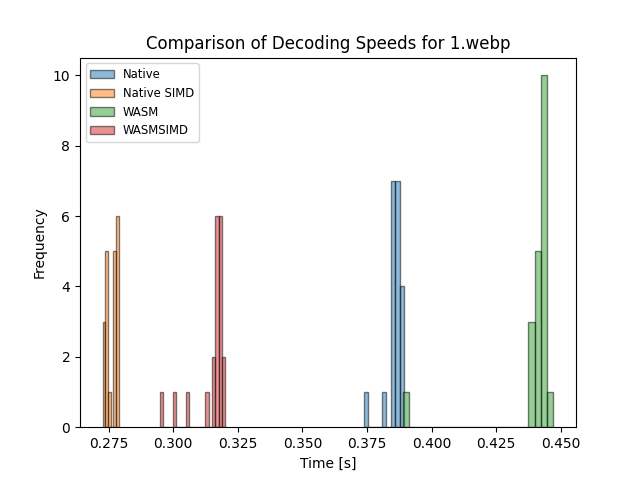 Comparison of Decoding Speeds for 1.webp
Native
Native SIMD
WASM
WASMSIMD
10
8
6
4
2
0
Frequency
0.275 0.300 0.325 0.350 0.375 0.400 0.425 0.450
Time [s]